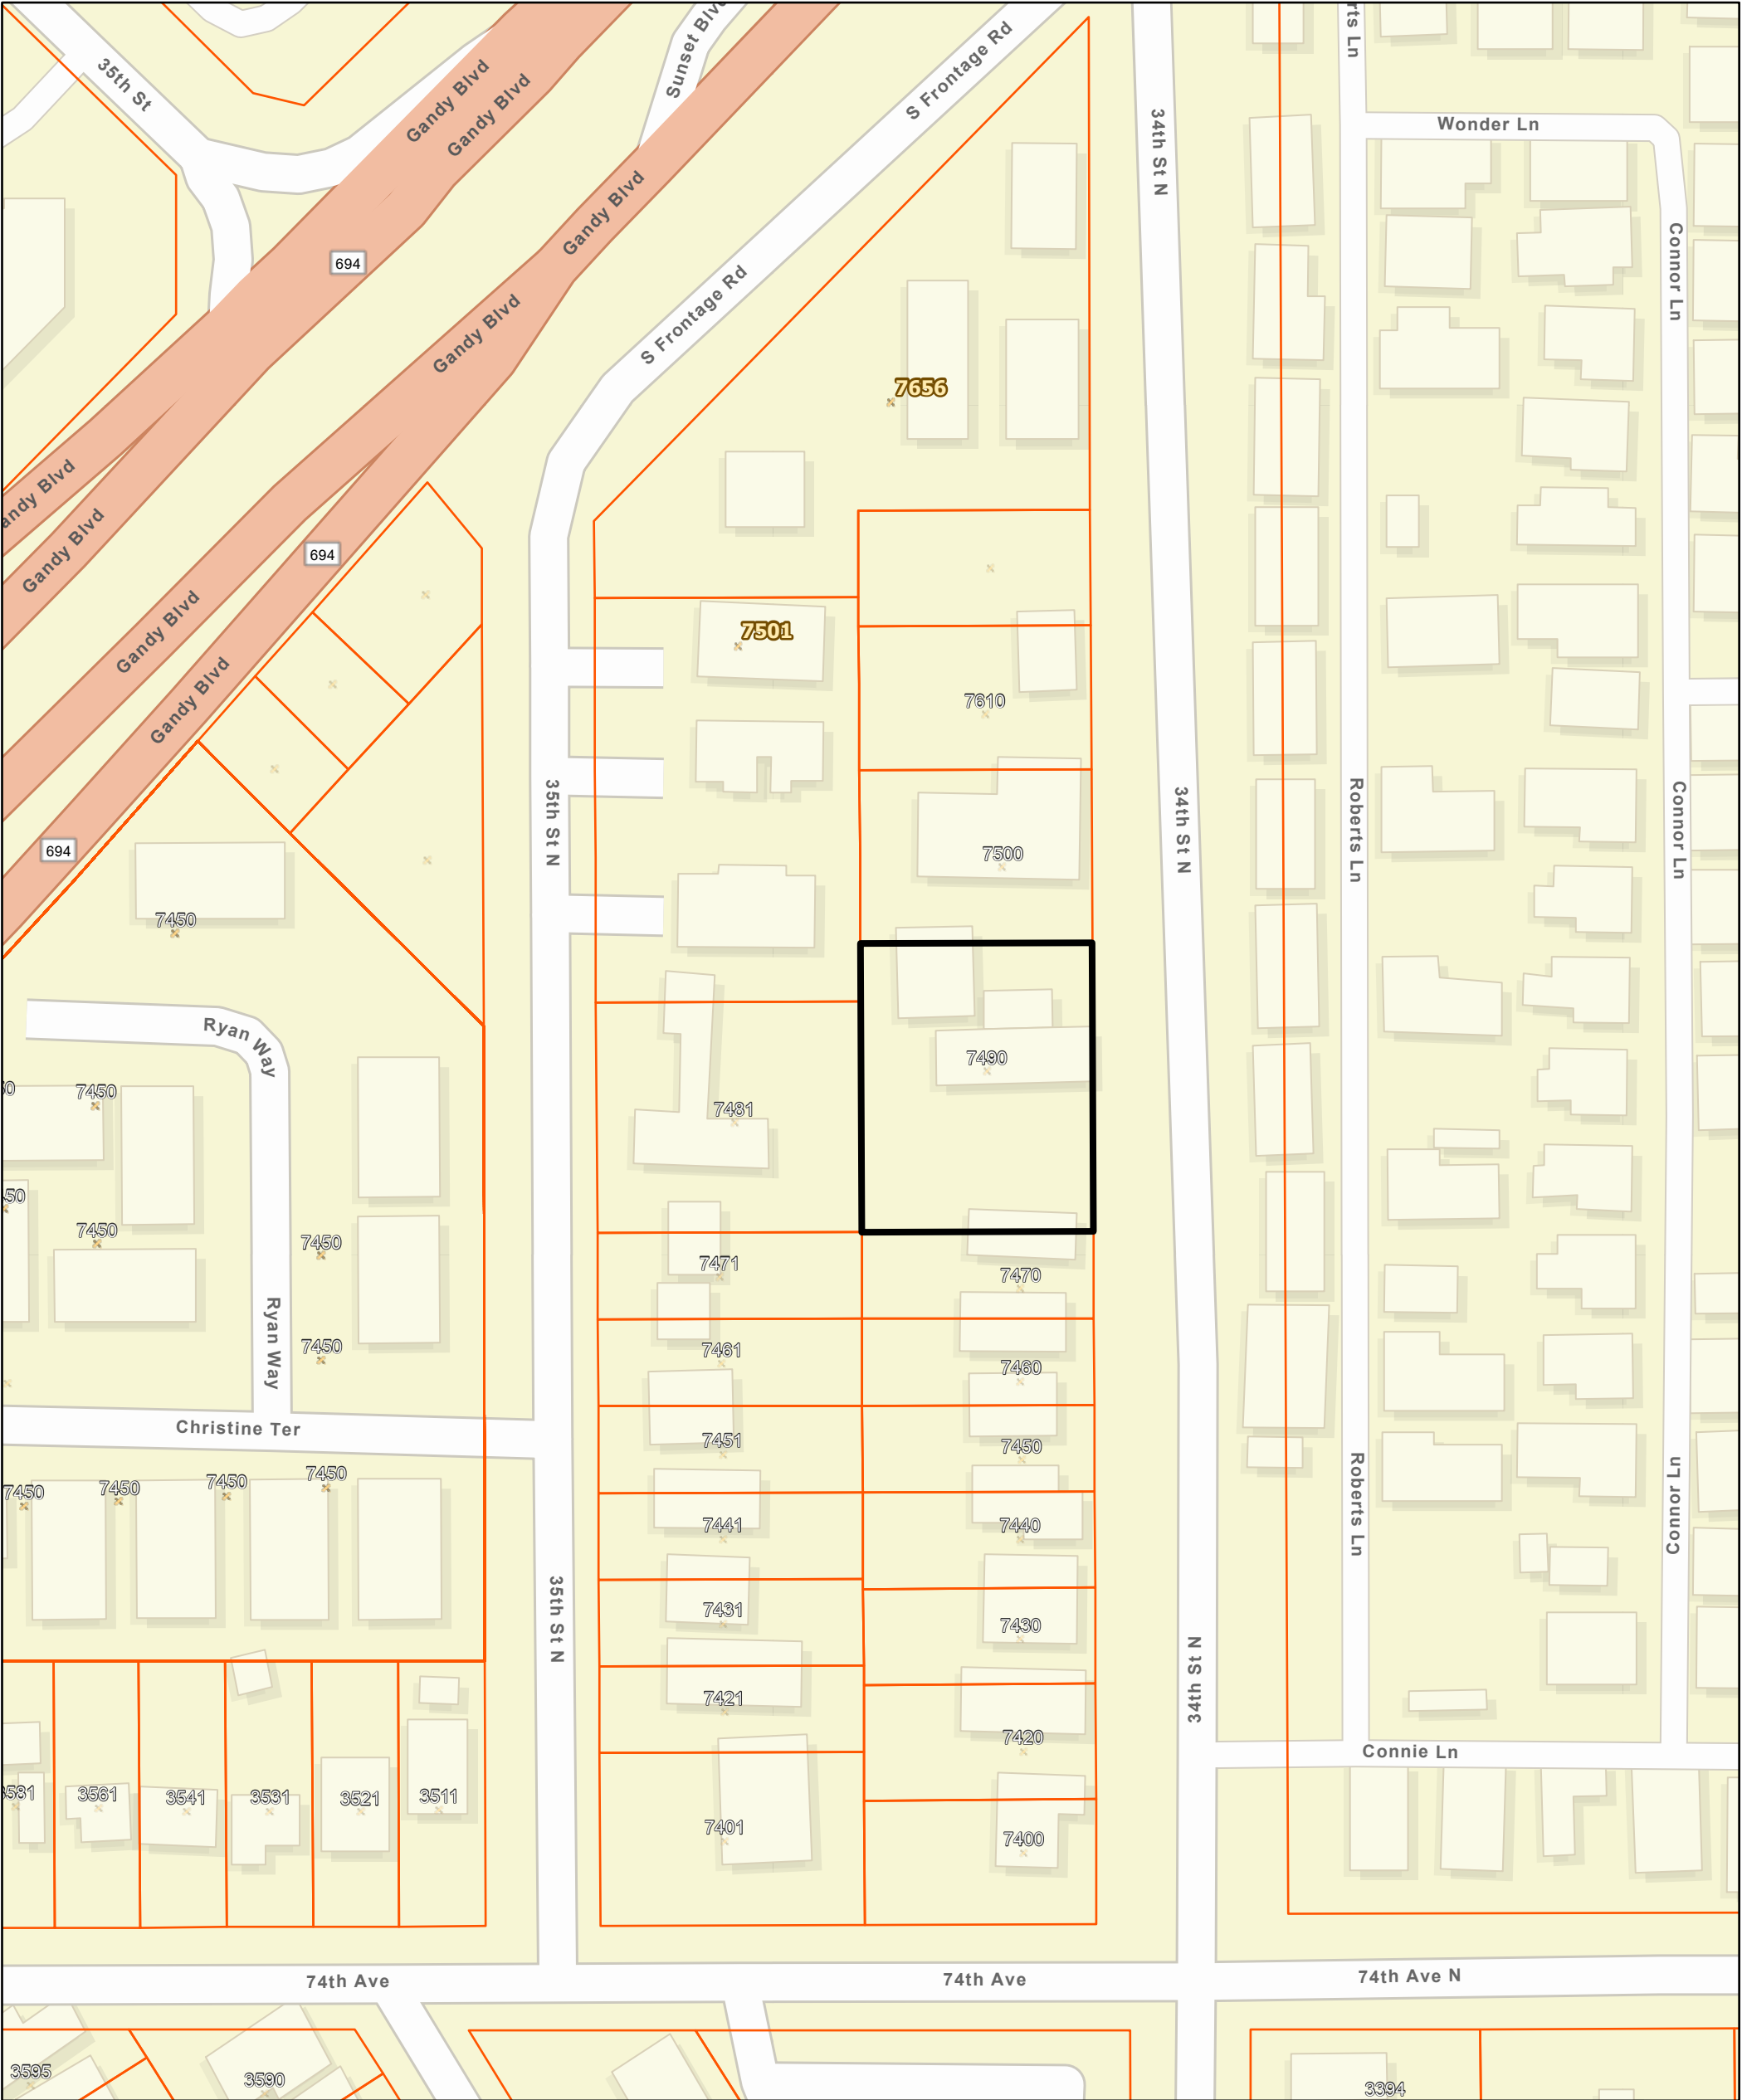 Sunset Blvd
rts Ln
35th St
Gandy Blvd
Gandy Blvd
S Frontage Rd
34th St N
Wonder Ln
Gandy Blvd
694
Connor Ln
Gandy Blvd
S Frontage Rd
7656
andy Blvd
Gandy Blvd
694
Gandy Blvd
7501
Gandy Blvd
7610
35th St N
34th St N
Roberts Ln
Connor Ln
694
7500
7450
Ryan Way
7490
50
7450
7481
50
7450
7450
7471
7470
Ryan Way
7450
7461
7460
Christine Ter
7451
7450
Roberts Ln
Connor Ln
7450
7450
7450
7450
7441
7440
35th St N
7431
7430
34th St N
7421
7420
Connie Ln
3581
3561
3541
3531
3521
3511
7401
7400
74th Ave
74th Ave
74th Ave N
3595
3590
3394